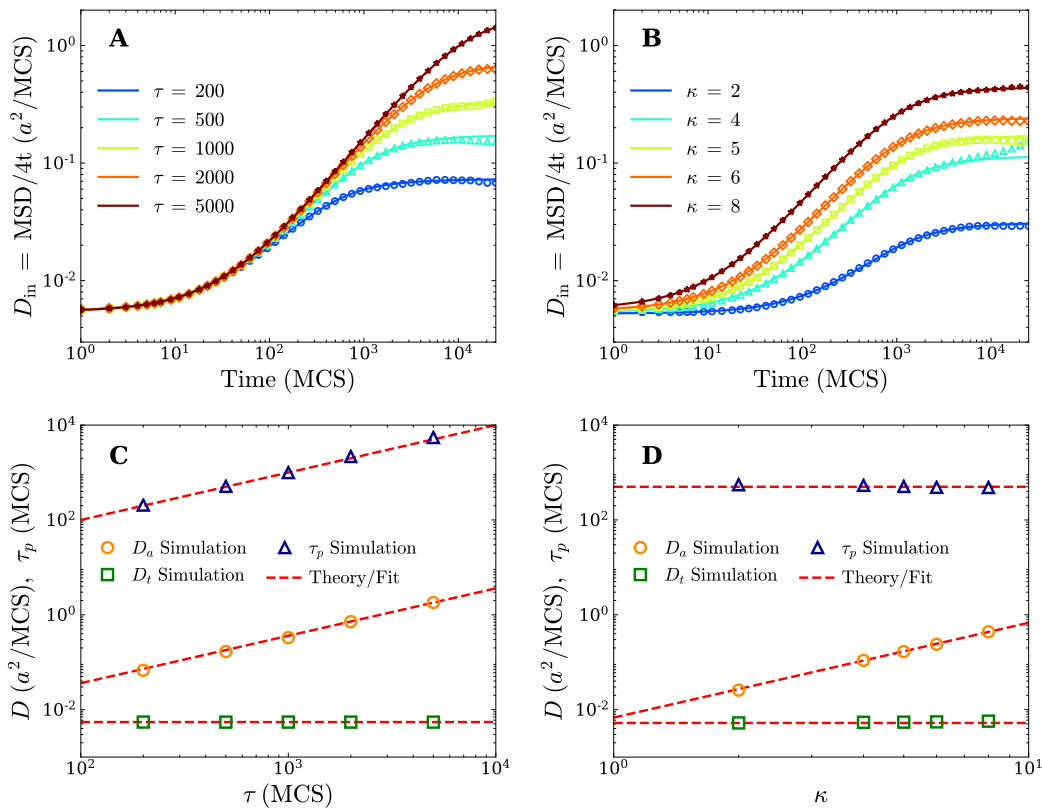 A
τ = 200
τ = 500
τ = 1000
τ = 2000
τ = 5000
10⁰
10⁻¹
10⁻²
D_in = MSD/4t (a²/MCS)
10⁰ 10¹ 10² 10³ 10⁴
Time (MCS)
B
κ = 2
κ = 4
κ = 5
κ = 6
κ = 8
10⁰
10⁻¹
10⁻²
D_in = MSD/4t (a²/MCS)
10⁰ 10¹ 10² 10³ 10⁴
Time (MCS)
C
D_a Simulation
D_t Simulation
τ_p Simulation
Theory/Fit
10⁴
10²
10⁰
10⁻²
D (a²/MCS), τ_p (MCS)
10² 10³ 10⁴
τ (MCS)
D
D_a Simulation
D_t Simulation
τ_p Simulation
Theory/Fit
10⁴
10²
10⁰
10⁻²
D (a²/MCS), τ_p (MCS)
10⁰ 10¹
κ